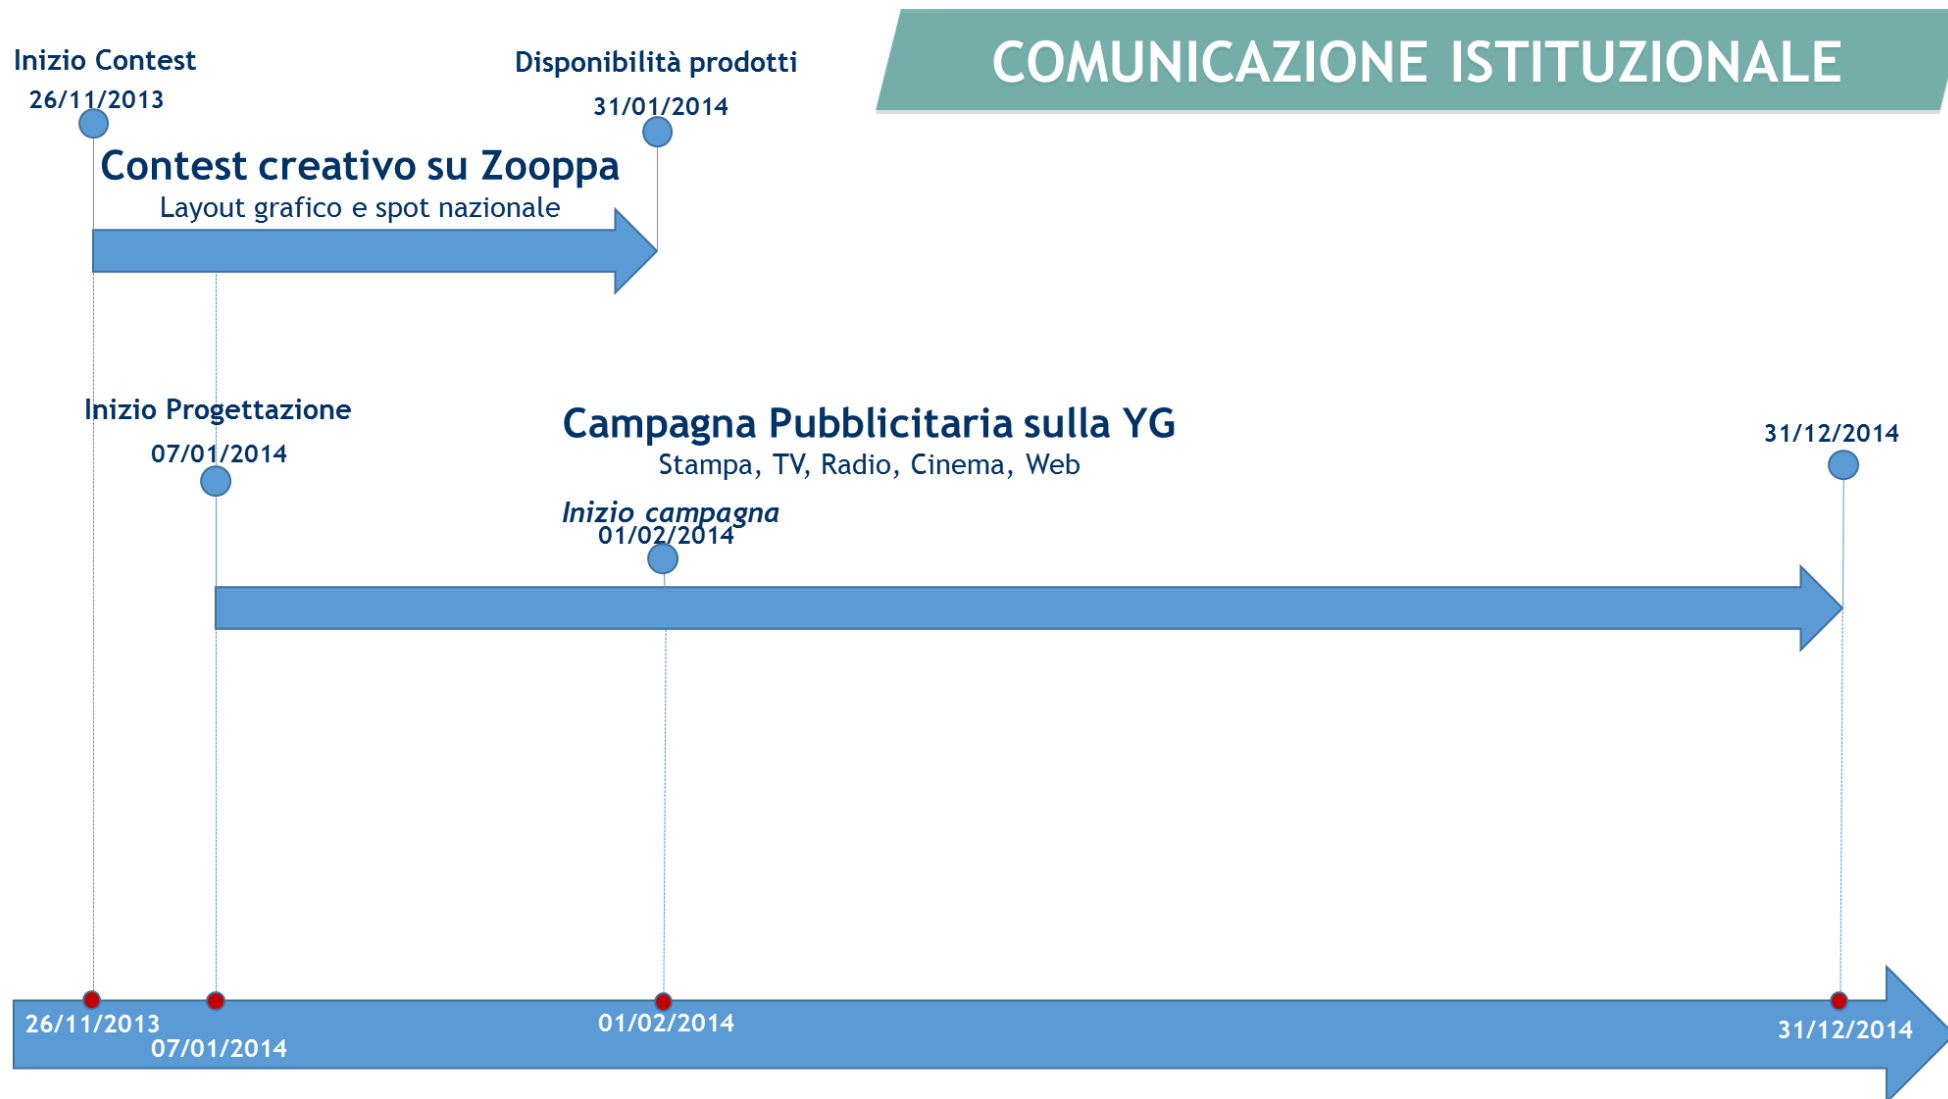 COMUNICAZIONE ISTITUZIONALE
Inizio Contest
26/11/2013
Disponibilità prodotti
31/01/2014
Contest creativo su Zooppa
Layout grafico e spot nazionale
Inizio Progettazione
07/01/2014
Campagna Pubblicitaria sulla YG
Stampa, TV, Radio, Cinema, Web
Inizio campagna
01/02/2014
31/12/2014
26/11/2013
07/01/2014
01/02/2014
31/12/2014